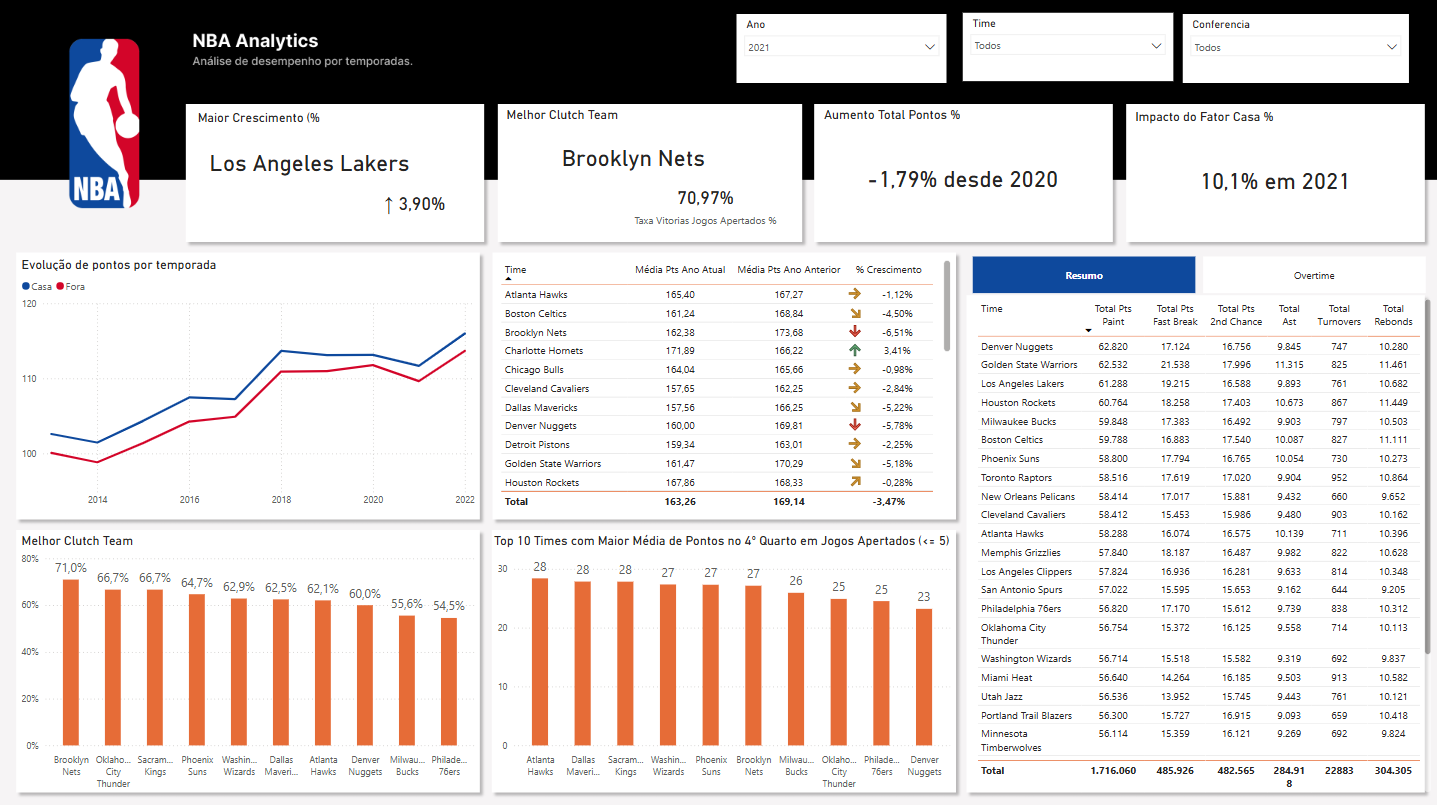 NBA Analytics
Análise de desempenho por temporadas.
NBA
Ano
2021
Time
Todos
Conferencia
Todos
Maior Crescimento (%
Los Angeles Lakers
↑ 3,90%
Melhor Clutch Team
Brooklyn Nets
70,97%
Taxa Vitorias Jogos Apertados %
Aumento Total Pontos %
-1,79% desde 2020
Impacto do Fator Casa %
10,1% em 2021
Evolução de pontos por temporada
Casa Fora
120
110
100
2014 2016 2018 2020 2022
Time Média Pts Ano Atual Média Pts Ano Anterior % Crescimento
Atlanta Hawks 165,40 167,27 -1,12%
Boston Celtics 161,24 168,84 -4,50%
Brooklyn Nets 162,38 173,68 -6,51%
Charlotte Hornets 171,89 166,22 3,41%
Chicago Bulls 164,04 165,66 -0,98%
Cleveland Cavaliers 157,65 162,25 -2,84%
Dallas Mavericks 157,56 166,25 -5,22%
Denver Nuggets 160,00 169,81 -5,78%
Detroit Pistons 159,34 163,01 -2,25%
Golden State Warriors 161,47 170,29 -5,18%
Houston Rockets 167,86 168,33 -0,28%
Total 163,26 169,14 -3,47%
Resumo Overtime
Time Total Pts Paint Total Pts Fast Break Total Pts 2nd Chance Total Ast Total Turnovers Total Rebonds
Denver Nuggets 62.820 17.124 16.756 9.845 747 10.280
Golden State Warriors 62.532 21.538 17.996 11.315 825 11.461
Los Angeles Lakers 61.288 19.215 16.588 9.893 761 10.682
Houston Rockets 60.764 18.258 17.403 10.673 867 11.449
Milwaukee Bucks 59.848 17.383 16.492 9.903 797 10.503
Boston Celtics 59.788 16.883 17.540 10.087 827 11.111
Phoenix Suns 58.800 17.794 16.765 10.054 730 10.273
Toronto Raptors 58.516 17.619 17.020 9.904 952 10.864
New Orleans Pelicans 58.414 17.017 15.881 9.432 660 9.652
Cleveland Cavaliers 58.412 15.453 15.986 9.480 903 10.162
Atlanta Hawks 58.288 16.074 16.575 10.139 711 10.396
Memphis Grizzlies 57.840 18.187 16.487 9.982 822 10.628
Los Angeles Clippers 57.824 16.936 16.281 9.633 814 10.348
San Antonio Spurs 57.022 15.595 15.653 9.162 644 9.205
Philadelphia 76ers 56.820 17.170 15.612 9.739 838 10.312
Oklahoma City Thunder 56.754 15.372 16.125 9.558 714 10.113
Washington Wizards 56.714 15.518 15.582 9.319 692 9.837
Miami Heat 56.640 14.264 16.185 9.503 913 10.582
Utah Jazz 56.536 13.952 15.745 9.443 761 10.121
Portland Trail Blazers 56.300 15.727 16.915 9.093 659 10.418
Minnesota Timberwolves 56.114 15.359 16.121 9.269 692 9.824
Total 1.716.060 485.926 482.565 284.918 22883 304.305
Melhor Clutch Team
80%
60%
40%
20%
0%
71,0% 66,7% 66,7% 64,7% 62,9% 62,5% 62,1% 60,0% 55,6% 54,5%
Brooklyn Oklaho... Sacram... Phoenix Washin... Dallas Atlanta Denver Milwau... Philade...
Nets City Kings Suns Wizards Maveri... Hawks Nuggets Bucks 76ers
Thunder
Top 10 Times com Maior Média de Pontos no 4º Quarto em Jogos Apertados (<= 5)
30
20
10
0
28 28 28 27 27 27 26 25 25 23
Atlanta Dallas Sacram... Washin... Phoenix Brooklyn Milwau... Oklaho... Philade... Denver
Hawks Maveri... Kings Wizards Suns Nets Bucks City 76ers Nuggets
Thunder